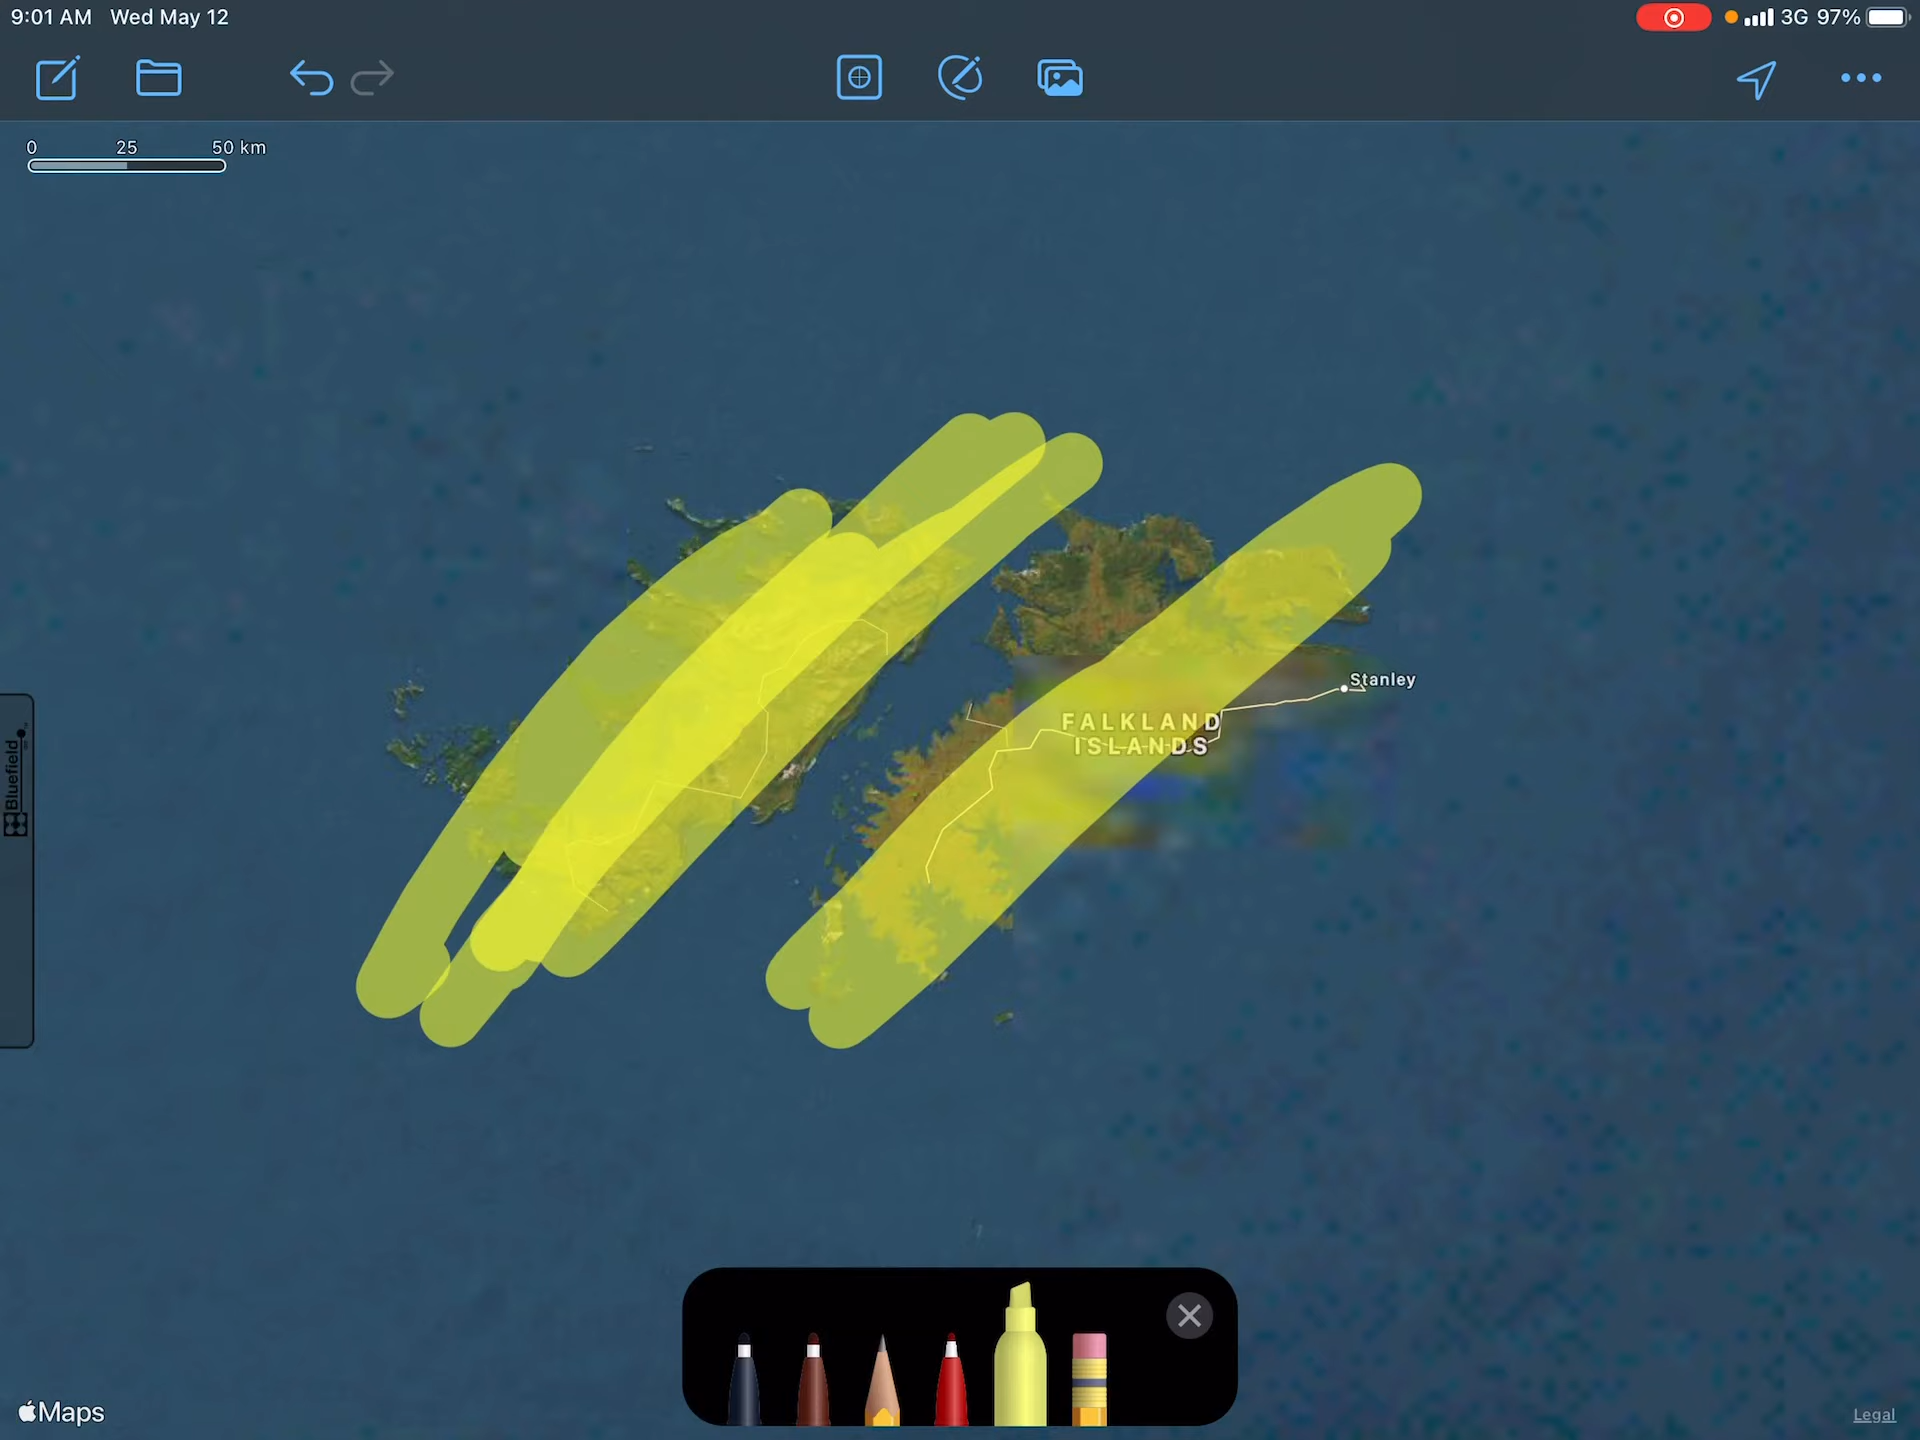 9:01 AM Wed May 12
3G 97%
0 25 50 km
Stanley
FALKLAND
ISLANDS
Bluefield
Maps
Legal